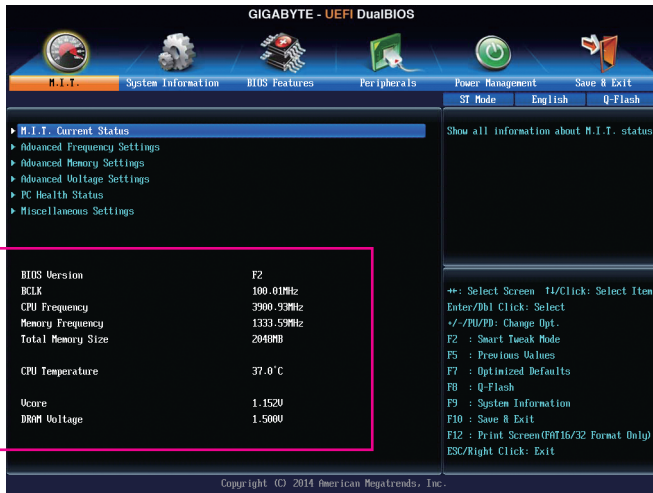 GIGABYTE - UEFI DualBIOS
M.I.T. System Information BIOS Features Peripherals Power Management Save & Exit
ST Mode English Q-Flash
M.I.T. Current Status
Advanced Frequency Settings
Advanced Memory Settings
Advanced Voltage Settings
PC Health Status
Miscellaneous Settings
BIOS Version F2
BCLK 100.01MHz
CPU Frequency 3900.93MHz
Memory Frequency 1333.59MHz
Total Memory Size 2048MB
CPU Temperature 37.0°C
Vcore 1.152V
DRAM Voltage 1.500V
Show all information about M.I.T. status
→←: Select Screen ↑↓/Click: Select Item
Enter/Dbl Click: Select
+/-/PU/PD: Change Opt.
F2 : Smart Tweak Mode
F5 : Previous Values
F7 : Optimized Defaults
F8 : Q-Flash
F9 : System Information
F10 : Save & Exit
F12 : Print Screen(FAT16/32 Format Only)
ESC/Right Click: Exit
Copyright (C) 2014 American Megatrends, Inc.